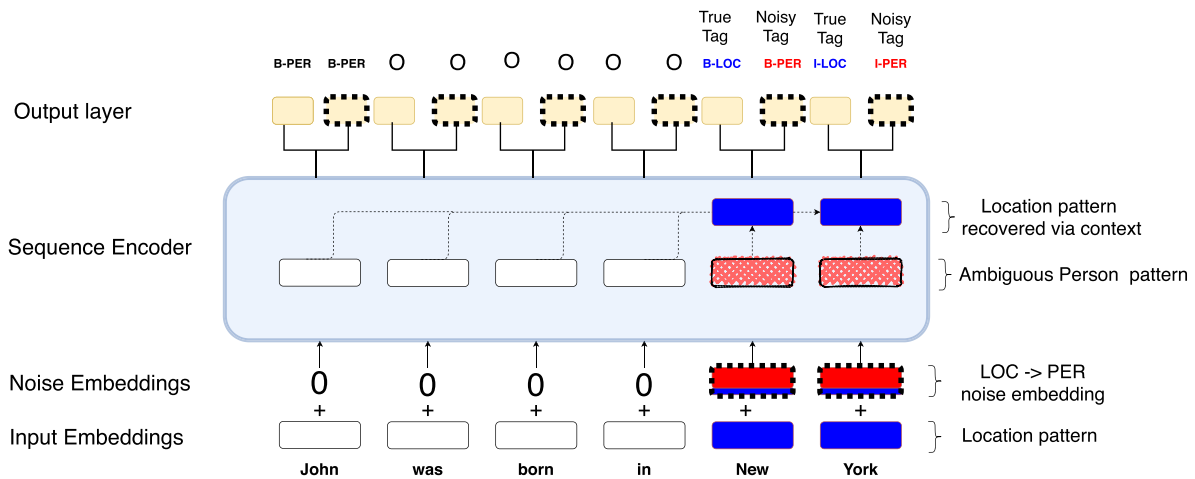 True Noisy True Noisy
Tag Tag Tag Tag
B-PER B-PER O O O O O O B-LOC B-PER I-LOC I-PER
Output layer
Location pattern
recovered via context
Sequence Encoder
Ambiguous Person pattern
Noise Embeddings 0 0 0 0
LOC -> PER
noise embedding
+ + + + + +
Input Embeddings
Location pattern
John was born in New York